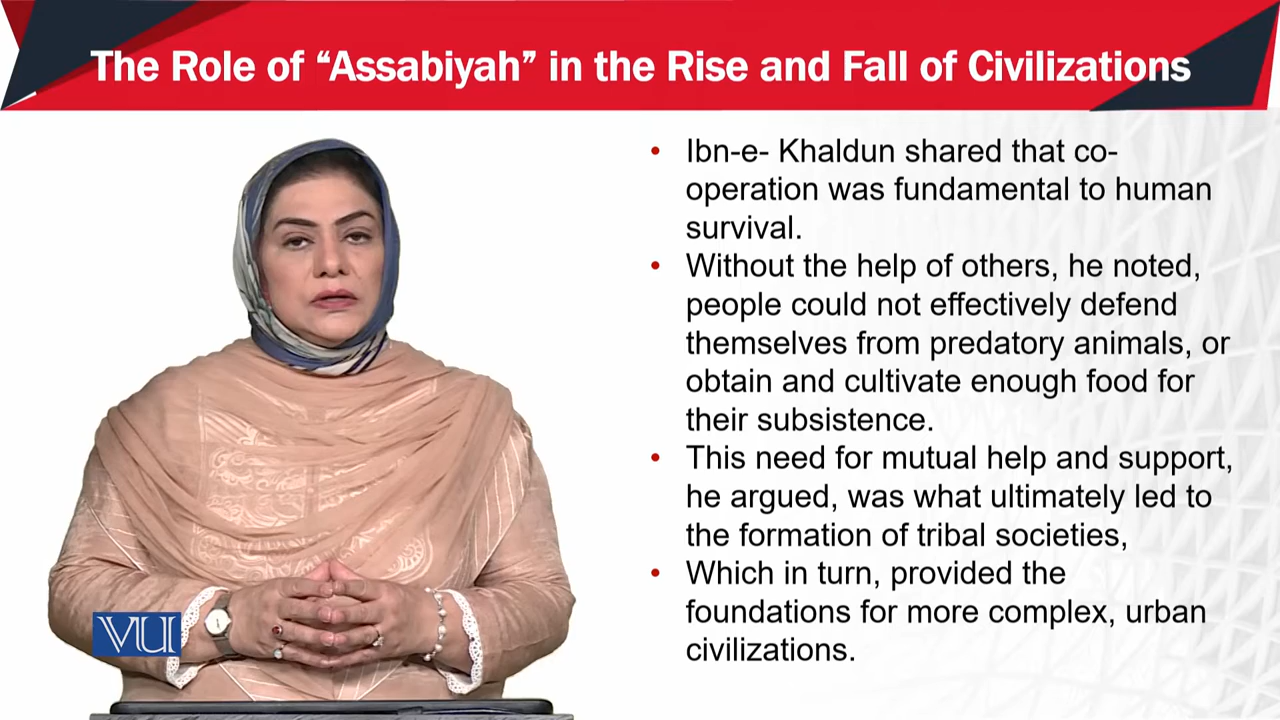 The Role of “Assabiyah” in the Rise and Fall of Civilizations
• Ibn-e- Khaldun shared that co-
operation was fundamental to human
survival.
• Without the help of others, he noted,
people could not effectively defend
themselves from predatory animals, or
obtain and cultivate enough food for
their subsistence.
• This need for mutual help and support,
he argued, was what ultimately led to
the formation of tribal societies,
• Which in turn, provided the
foundations for more complex, urban
civilizations.
VU